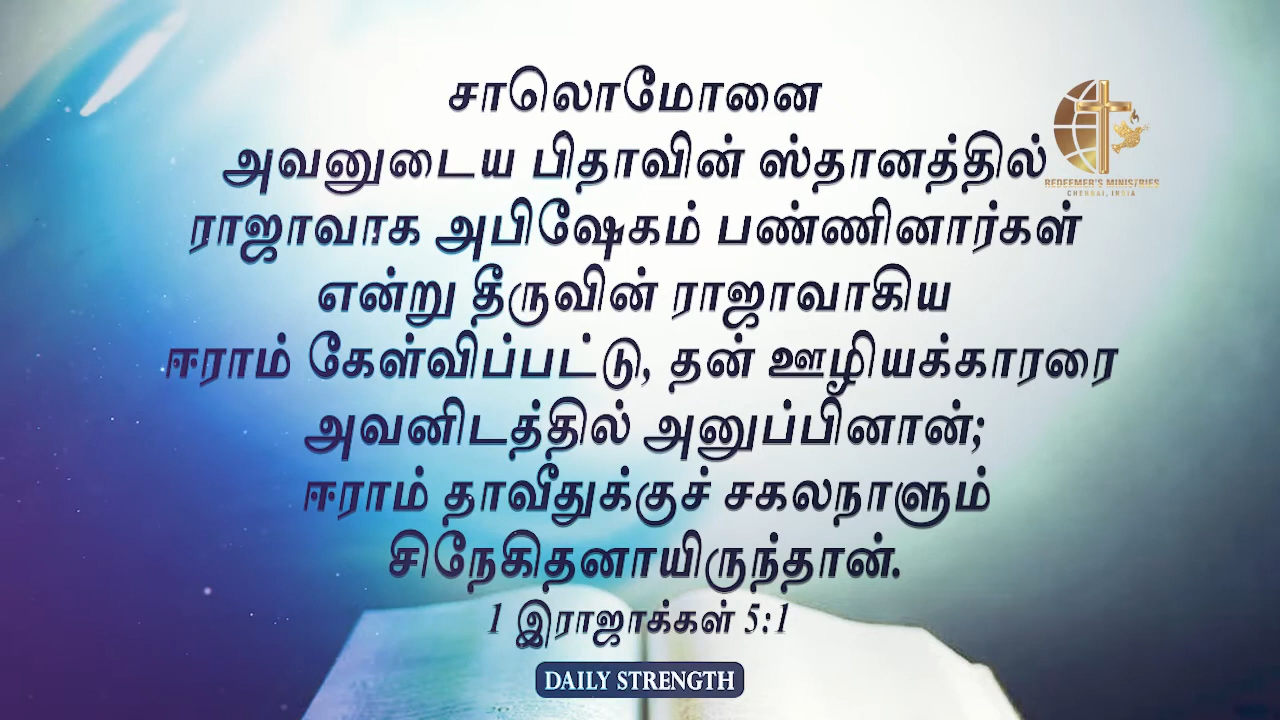 சாலொமோனை
அவனுடைய பிதாவின் ஸ்தானத்தில்
ராஜாவாக அபிஷேகம் பண்ணினார்கள்
என்று தீருவின் ராஜாவாகிய
ஈராம் கேள்விப்பட்டு, தன் ஊழியக்காரரை
அவனிடத்தில் அனுப்பினான்;
ஈராம் தாவீதுக்குச் சகலநாளும்
சிநேகிதனாயிருந்தான்.
1 இராஜாக்கள் 5:1
DAILY STRENGTH
REDEEMER'S MINISTRIES
CHENNAI, INDIA